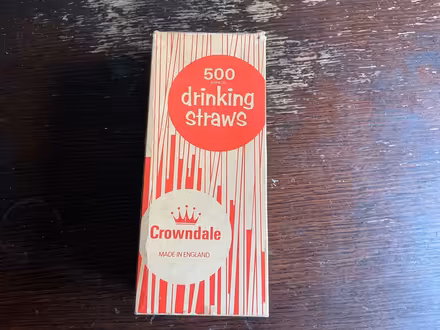 500
drinking
straws
Crowndale
MADE IN ENGLAND